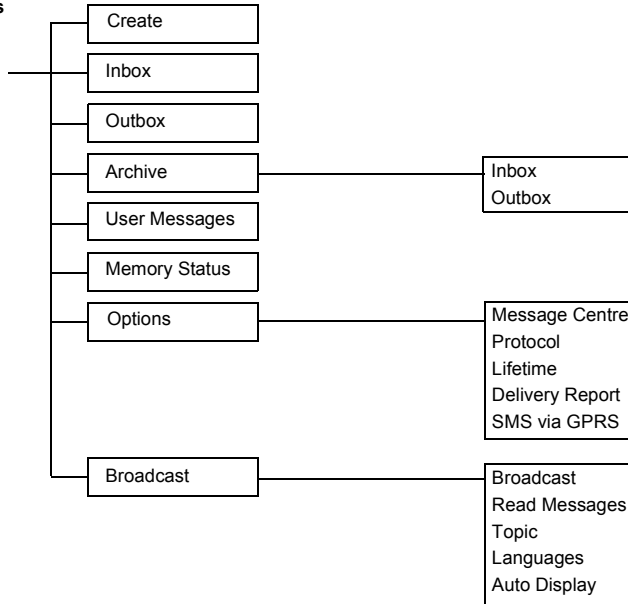 Create
Inbox
Outbox
Archive
Inbox
Outbox
User Messages
Memory Status
Options
Message Centre
Protocol
Lifetime
Delivery Report
SMS via GPRS
Broadcast
Broadcast
Read Messages
Topic
Languages
Auto Display